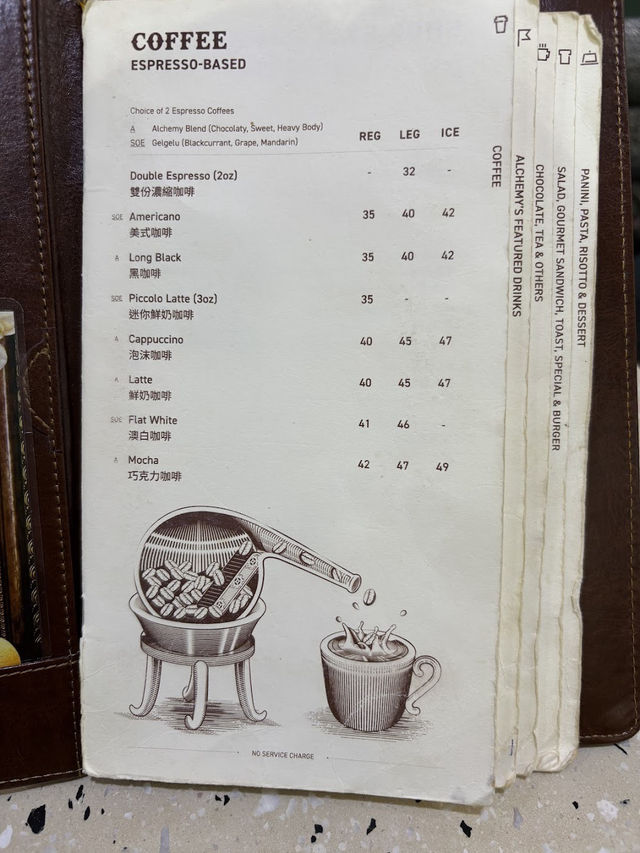 COFFEE
ESPRESSO-BASED
Choice of 2 Espresso Coffees
A Alchemy Blend (Chocolaty, Sweet, Heavy Body)
SOE Gelgelu (Blackcurrant, Grape, Mandarin)
REG LEG ICE
Double Espresso (2oz) - 32 -
雙份濃縮咖啡
SOE Americano 35 40 42
美式咖啡
A Long Black 35 40 42
黑咖啡
SOE Piccolo Latte (3oz) 35 - -
迷你鮮奶咖啡
A Cappuccino 40 45 47
泡沫咖啡
A Latte 40 45 47
鮮奶咖啡
SOE Flat White 41 46 -
澳白咖啡
A Mocha 42 47 49
巧克力咖啡
NO SERVICE CHARGE
COFFEE
ALCHEMY'S FEATURED DRINKS
CHOCOLATE, TEA & OTHERS
SALAD, GOURMET SANDWICH, TOAST, SPECIAL & BURGER
PANINI, PASTA, RISOTTO & DESSERT